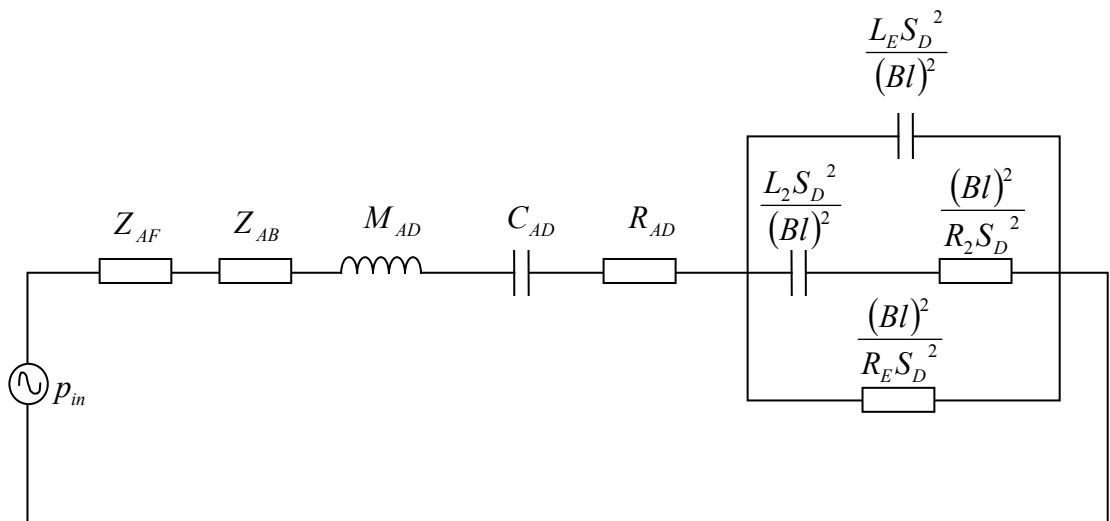 L_E S_D^2 / (Bl)^2
L_2 S_D^2 / (Bl)^2
(Bl)^2 / R_2 S_D^2
Z_AF Z_AB M_AD C_AD R_AD
(Bl)^2 / R_E S_D^2
p_in